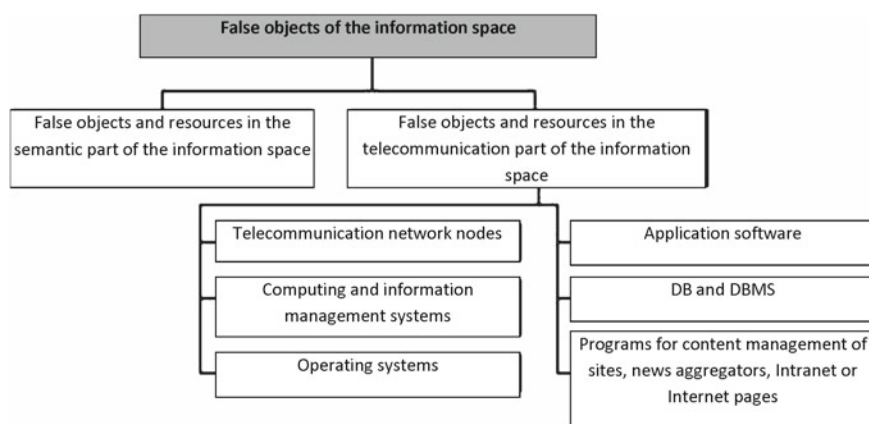 False objects of the information space
False objects and resources in the
semantic part of the information space
False objects and resources in the
telecommunication part of the information
space
Telecommunication network nodes
Computing and information
management systems
Operating systems
Application software
DB and DBMS
Programs for content management of
sites, news aggregators, Intranet or
Internet pages